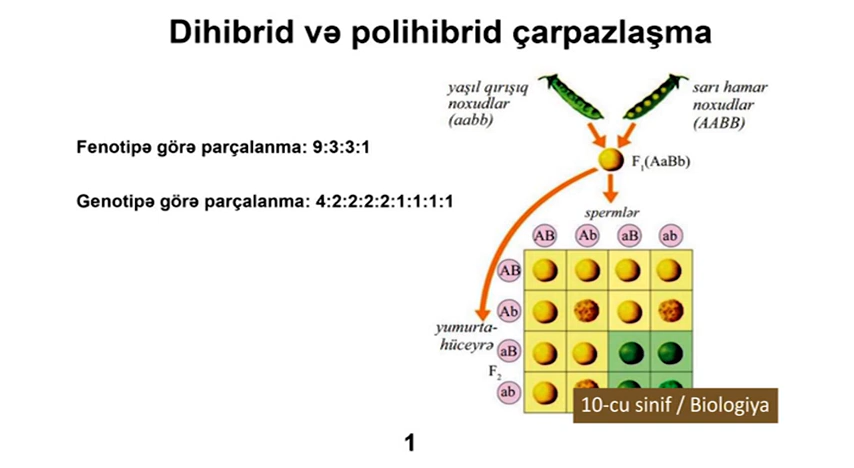 Dihibrid və polihibrid çarpazlaşma
yaşıl qırışıq
noxudlar
(aabb)
sarı hamar
noxudlar
(AABB)
Fenotipə görə parçalanma: 9:3:3:1
F₁(AaBb)
Genotipə görə parçalanma: 4:2:2:2:2:1:1:1:1
spermlər
AB Ab aB ab
AB
Ab
yumurta-
hüceyrə
aB
F₂
ab
10-cu sinif / Biologiya
1